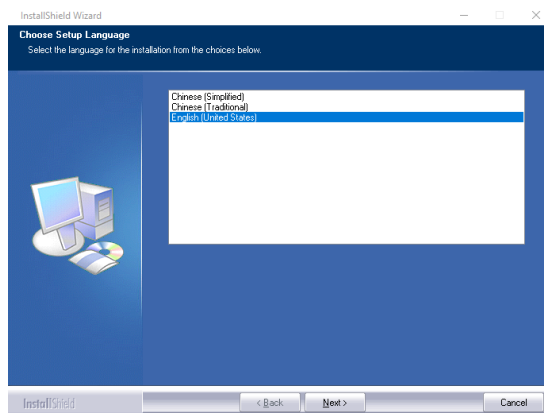 InstallShield Wizard
Choose Setup Language
Select the language for the installation from the choices below.
Chinese (Simplified)
Chinese (Traditional)
English (United States)
InstallShield
< Back
Next >
Cancel